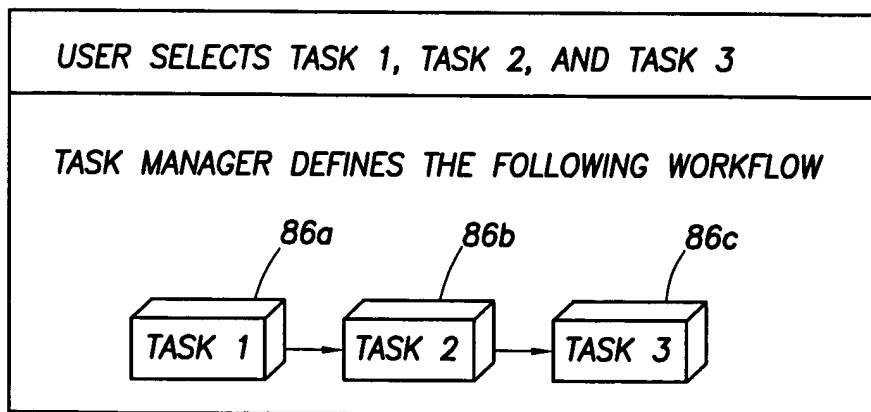 USER SELECTS TASK 1, TASK 2, AND TASK 3
TASK MANAGER DEFINES THE FOLLOWING WORKFLOW
86a 86b 86c
TASK 1 TASK 2 TASK 3